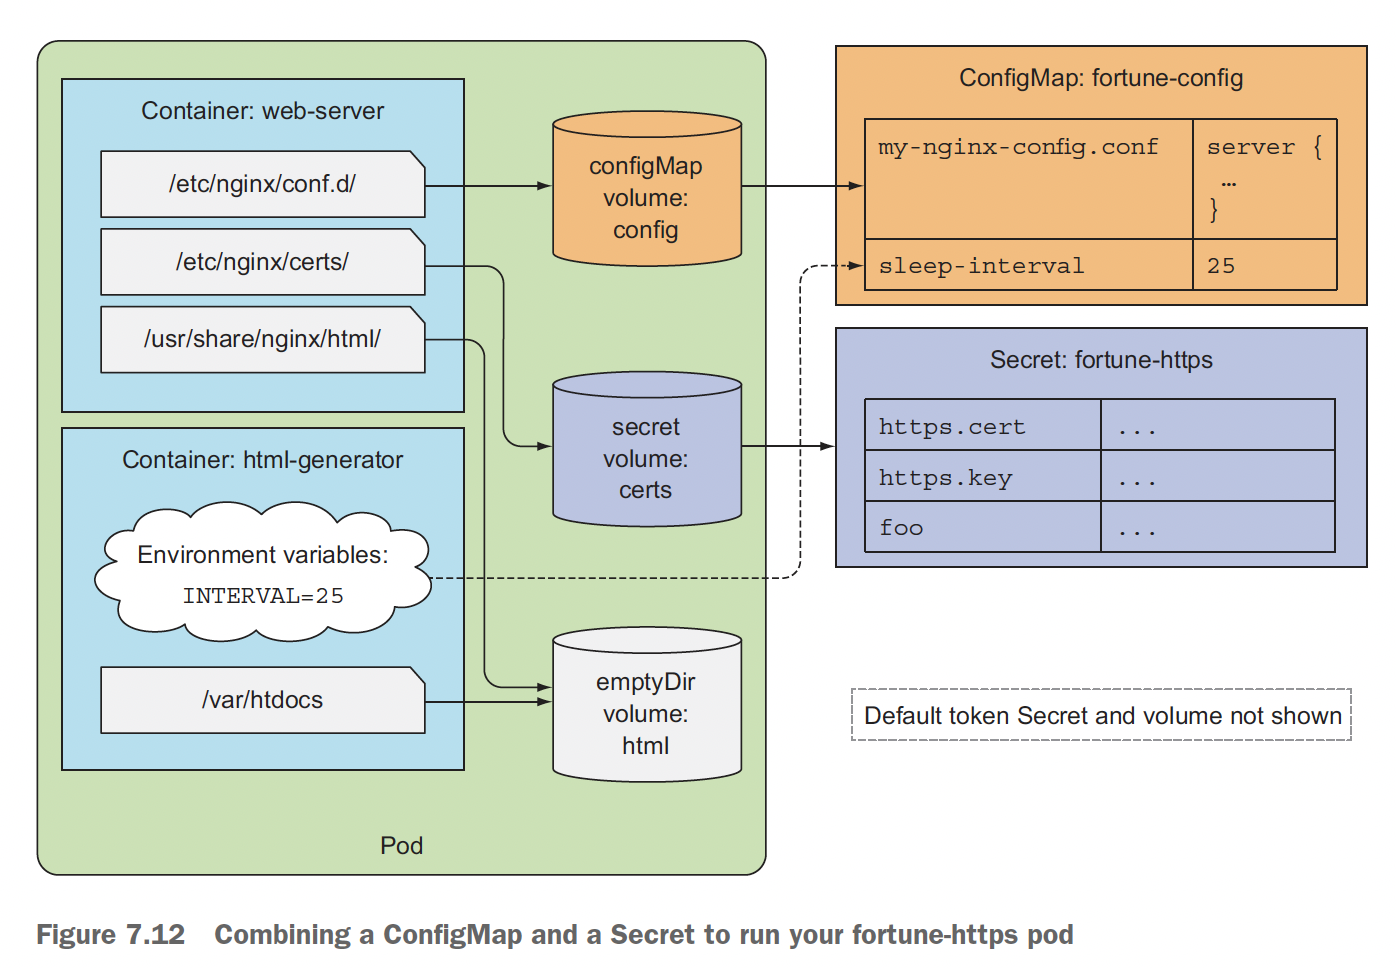 Container: web-server
/etc/nginx/conf.d/
/etc/nginx/certs/
/usr/share/nginx/html/
Container: html-generator
Environment variables:
INTERVAL=25
/var/htdocs
configMap
volume:
config
secret
volume:
certs
emptyDir
volume:
html
Pod
ConfigMap: fortune-config
my-nginx-config.conf
server {
…
}
sleep-interval
25
Secret: fortune-https
https.cert
...
https.key
...
foo
...
Default token Secret and volume not shown
Figure 7.12 Combining a ConfigMap and a Secret to run your fortune-https pod